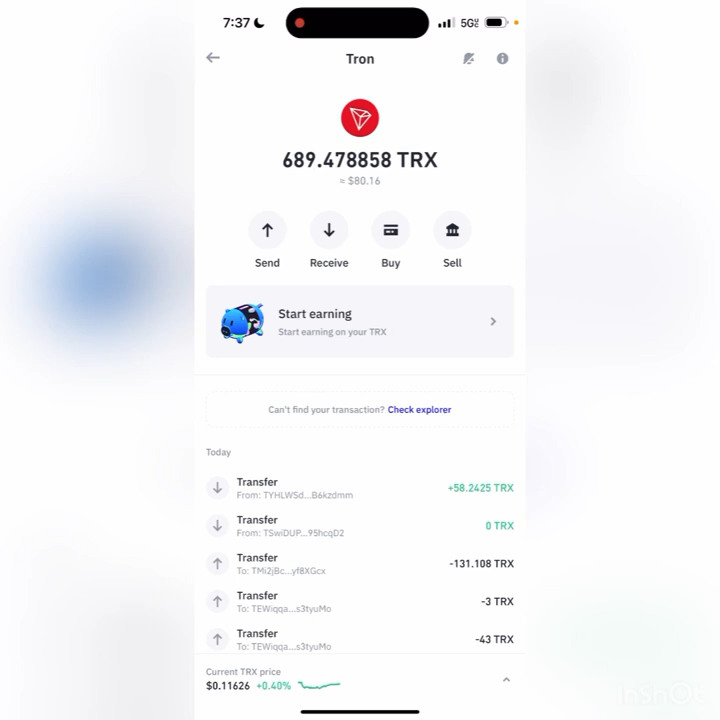 7:37
5G
Tron
689.478858 TRX
≈ $80.16
Send
Receive
Buy
Sell
Start earning
Start earning on your TRX
Can't find your transaction? Check explorer
Today
Transfer
+58.2425 TRX
From: TYHLWSd...B6kzdmm
Transfer
0 TRX
From: TSwiDUP...95hcqD2
Transfer
-131.108 TRX
To: TMi2jBc...yf8XGcx
Transfer
-3 TRX
To: TEWiqqa...s3tyuMo
Transfer
-43 TRX
To: TEWiqqa...s3tyuMo
Current TRX price
$0.11626 +0.40%
InShOt